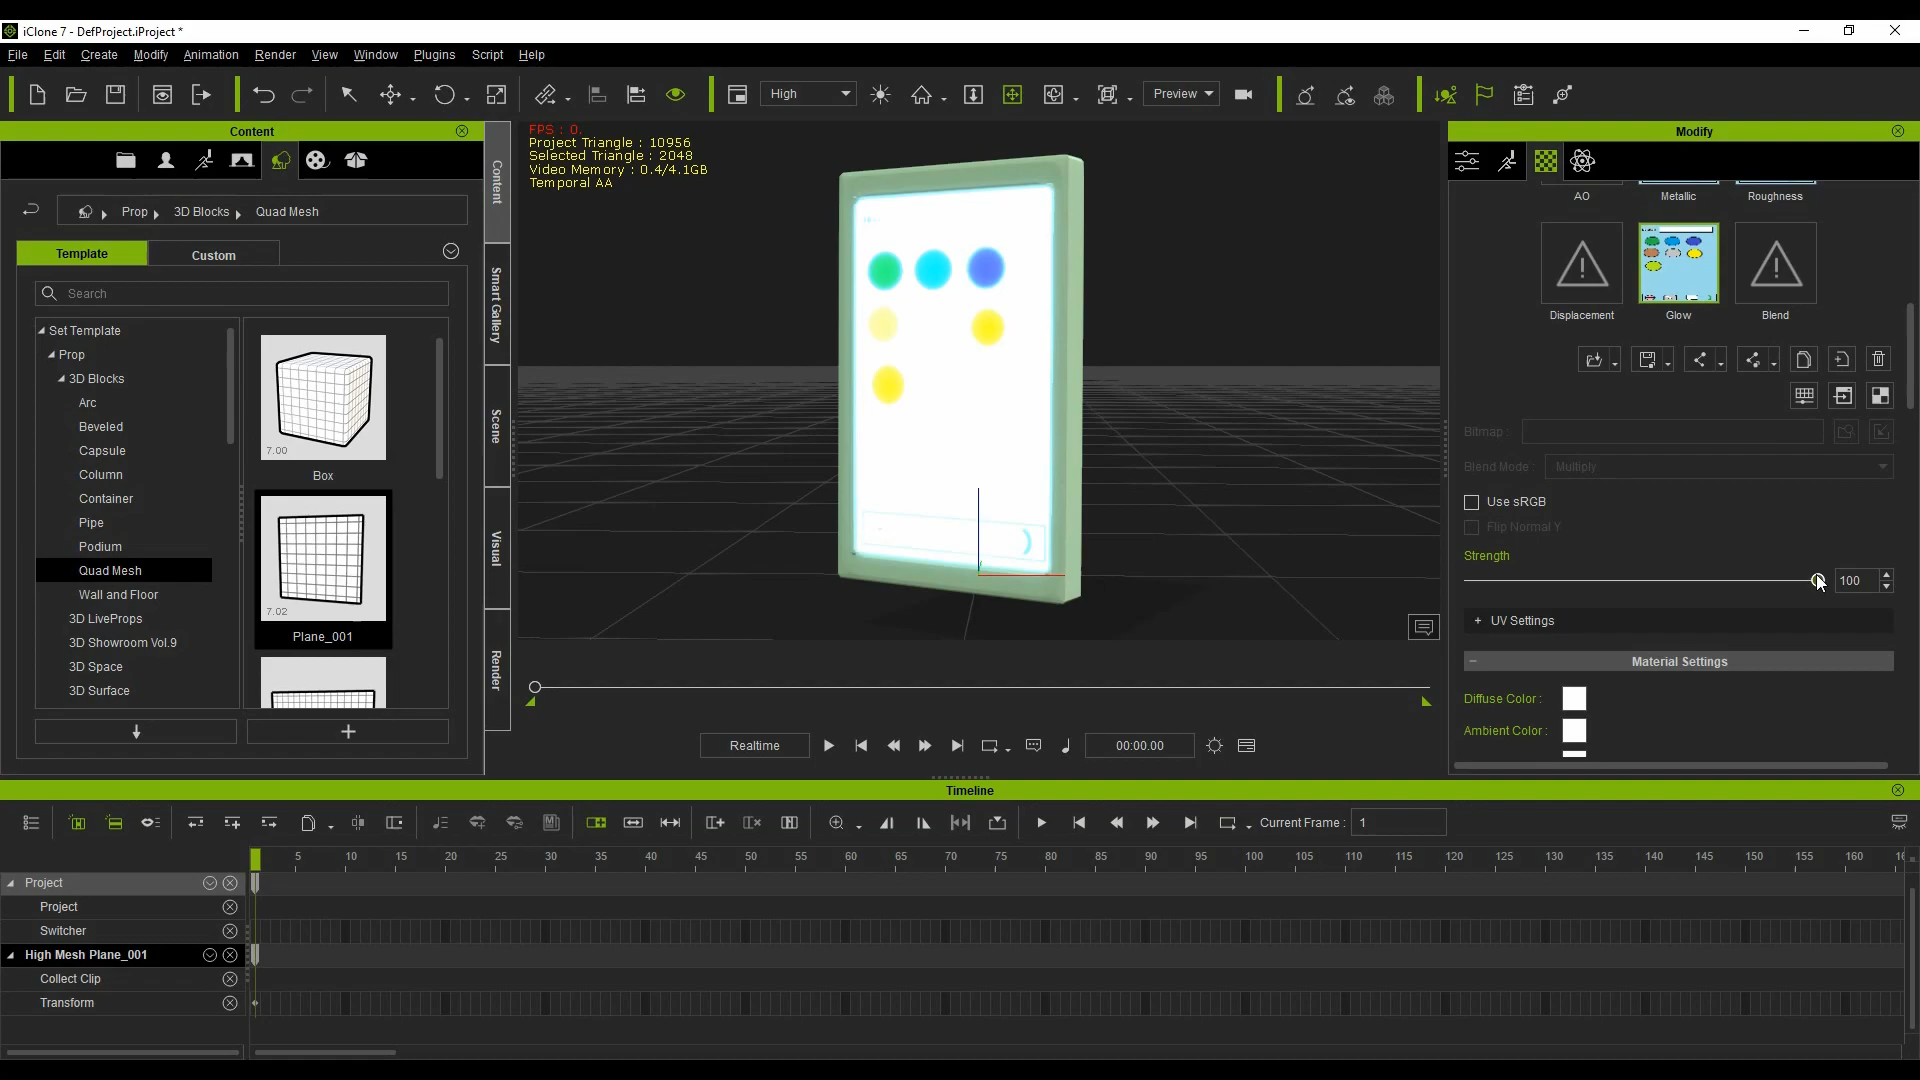 iClone 7 - DefProject.iProject *
File Edit Create Modify Animation Render View Window Plugins Script Help
High
Preview
Content
Modify
FPS : 0.
Project Triangle : 10956
Selected Triangle : 2048
Video Memory : 0.4/4.1GB
Temporal AA
Prop 3D Blocks Quad Mesh
Template Custom
Search
Set Template
Prop
3D Blocks
Arc
Beveled
Capsule
Column
Container
Pipe
Podium
Quad Mesh
Wall and Floor
3D LiveProps
3D Showroom Vol.9
3D Space
3D Surface
7.00
Box
7.02
Plane_001
Content
Smart Gallery
Scene
Visual
Render
AO Metallic Roughness
Displacement Glow Blend
Bitmap :
Blend Mode : Multiply
Use sRGB
Flip Normal Y
Strength
100
+ UV Settings
Material Settings
Diffuse Color :
Ambient Color :
Realtime
00:00.00
Timeline
Current Frame : 1
5 10 15 20 25 30 35 40 45 50 55 60 65 70 75 80 85 90 95 100 105 110 115 120 125 130 135 140 145 150 155 160
Project
Project
Switcher
High Mesh Plane_001
Collect Clip
Transform